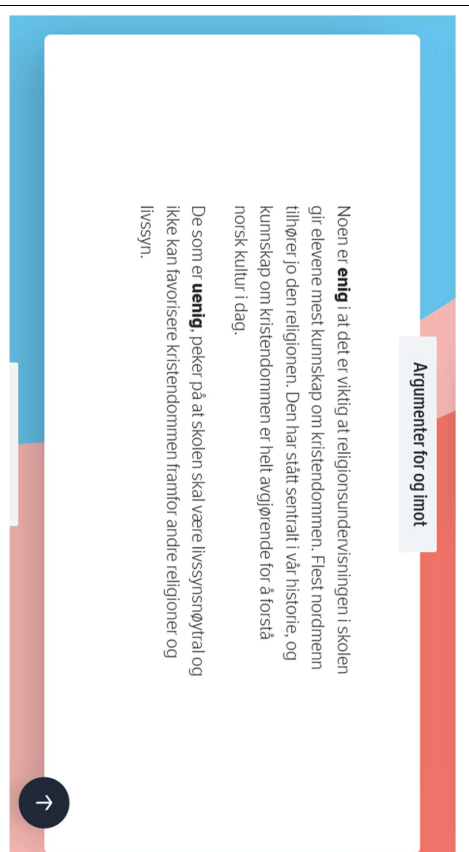 Argumenter for og imot
Noen er enig i at det er viktig at religionsundervisningen i skolen
gir elevene mest kunnskap om kristendommen. Flest nordmenn
tilhører jo den religionen. Den har stått sentralt i vår historie, og
kunnskap om kristendommen er helt avgjørende for å forstå
norsk kultur i dag.
De som er uenig, peker på at skolen skal være livssynsnøytral og
ikke kan favorisere kristendommen framfor andre religioner og
livssyn.